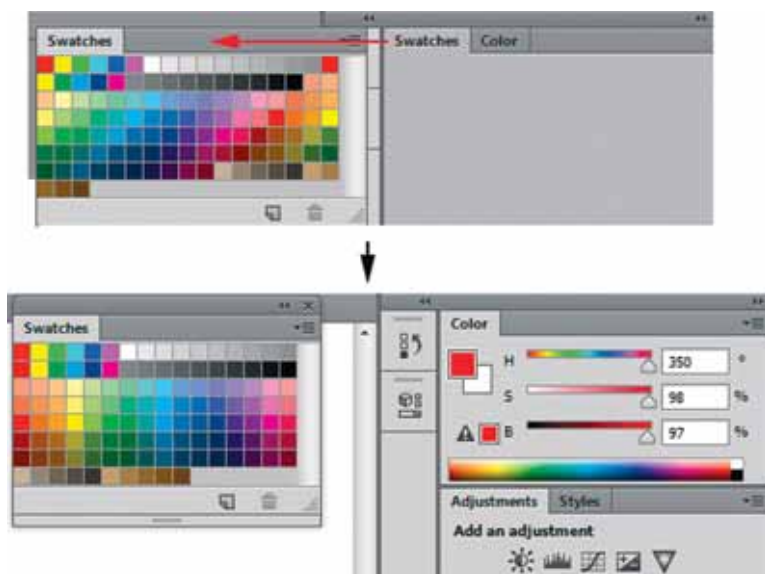 Swatches
Swatches Color
Swatches
Color
H 350 °
S 98 %
B 97 %
Adjustments Styles
Add an adjustment